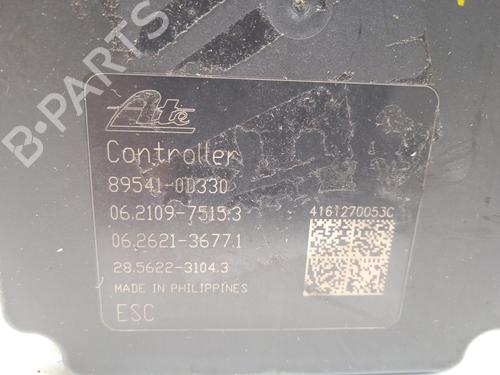 Ate
Controller
89541-0D330
06.2109-7515.3
4161270053C
06.2621-3677.1
28.5622-3104.3
MADE IN PHILIPPINES
ESC
B-PARTS